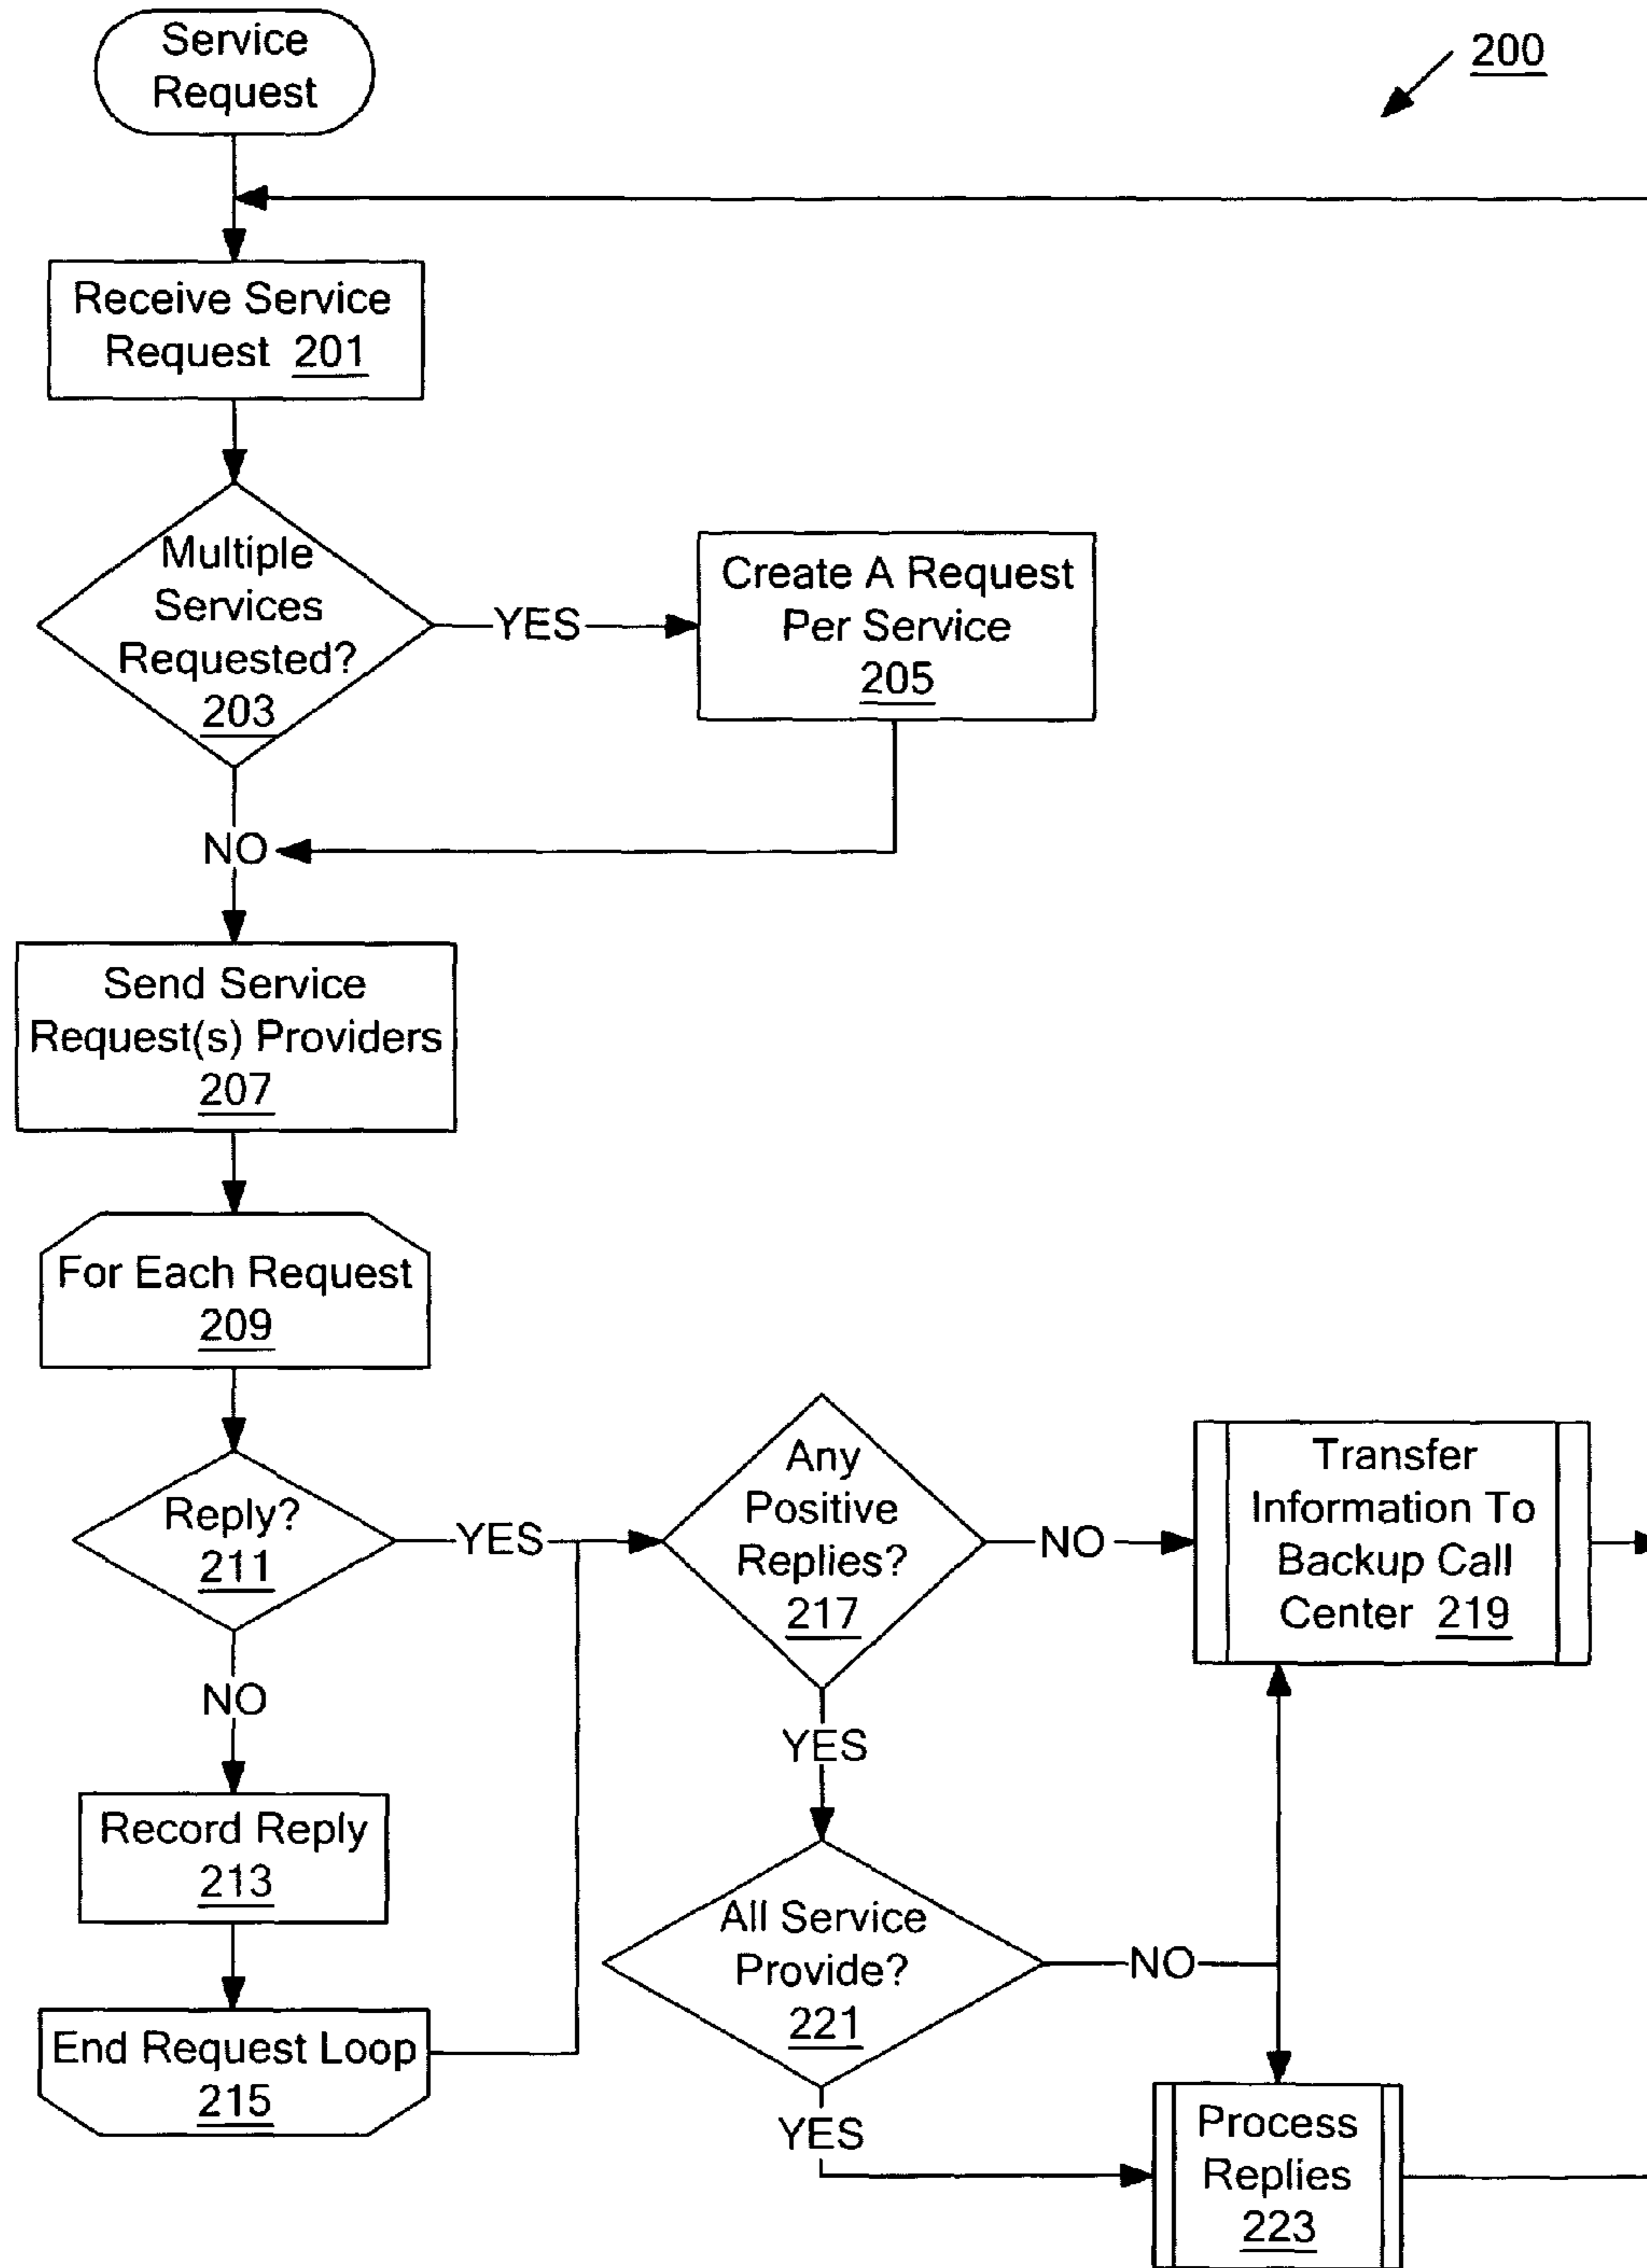 Service
Request
200
Receive Service
Request 201
Multiple
Services
Requested?
203
YES
Create A Request
Per Service
205
NO
Send Service
Request(s) Providers
207
For Each Request
209
Reply?
211
YES
Any
Positive
Replies?
217
NO
Transfer
Information To
Backup Call
Center 219
NO
YES
Record Reply
213
All Service
Provide?
221
NO
End Request Loop
215
YES
Process
Replies
223